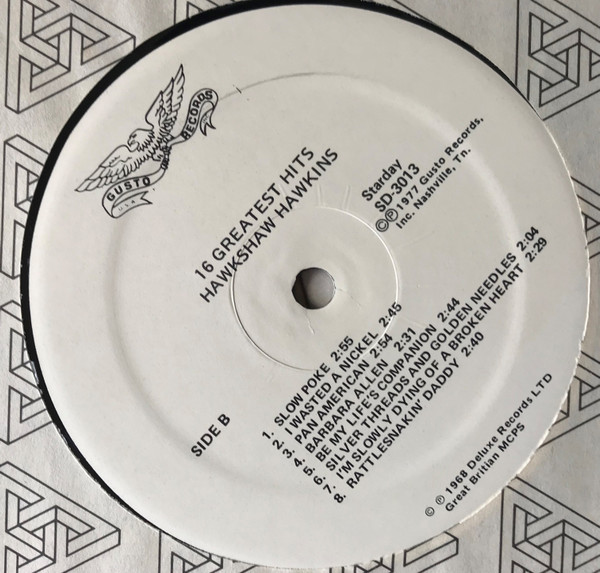 GUSTO RECORDS
U.S.A.
16 GREATEST HITS
HAWKSHAW HAWKINS
Starday
SD-3013
©℗ 1977 Gusto Records,
Inc. Nashville, Tn.
SIDE B
1. SLOW POKE 2:55
2. I WASTED A NICKEL 2:45
3. PAN AMERICAN 2:54
4. BARBARA ALLEN 2:31
5. BE MY LIFE'S COMPANION 2:44
6. SILVER THREADS AND GOLDEN NEEDLES 2:04
7. I'M SLOWLY DYING OF A BROKEN HEART 2:29
8. RATTLESNAKIN' DADDY 2:40
© ℗ 1968 Deluxe Records LTD
Great Britian MCPS